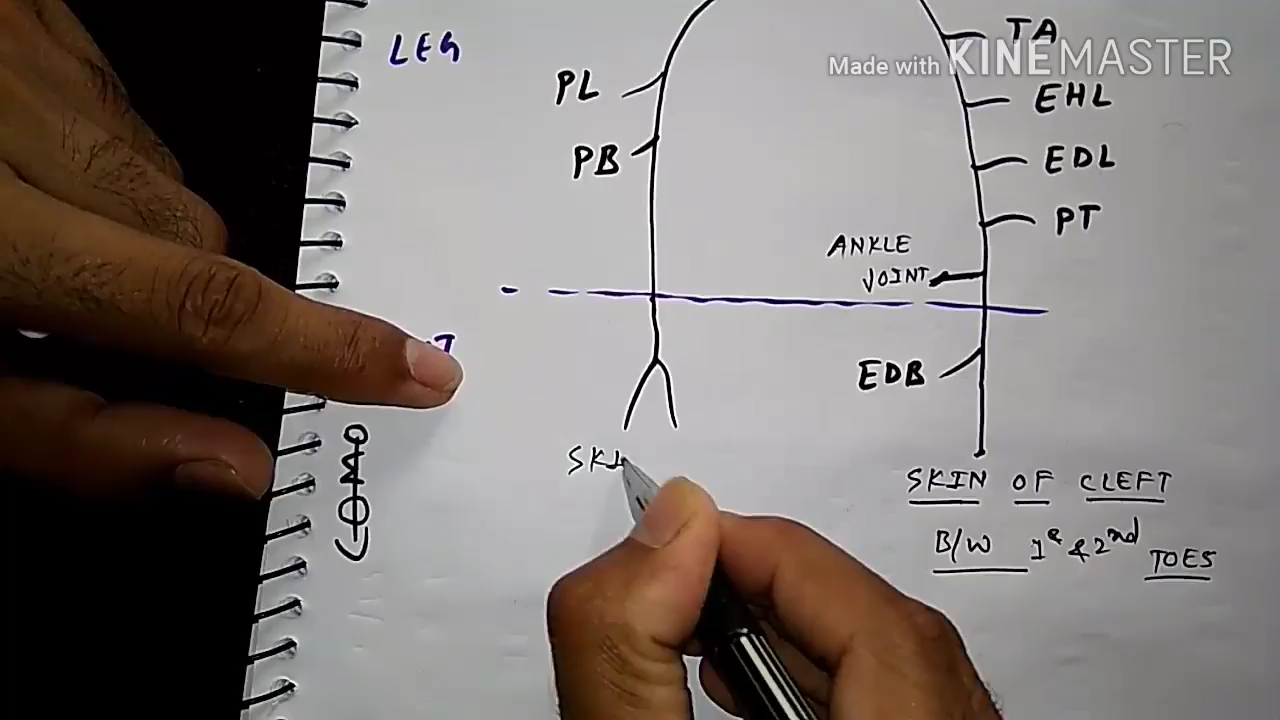 LEG
TA
Made with KINEMASTER
PL
EHL
PB
EDL
PT
ANKLE
JOINT
EDB
SKI
SKIN OF CLEFT
B/W 1st & 2nd TOES